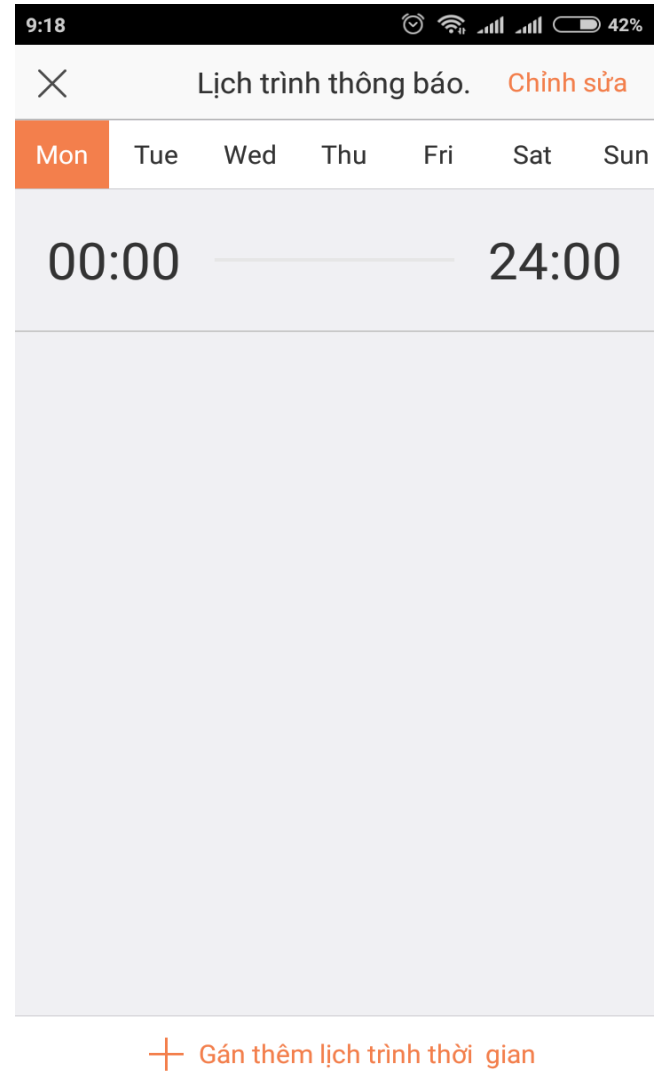 9:18 42%
Lịch trình thông báo. Chỉnh sửa
Mon Tue Wed Thu Fri Sat Sun
00:00 24:00
Gán thêm lịch trình thời gian